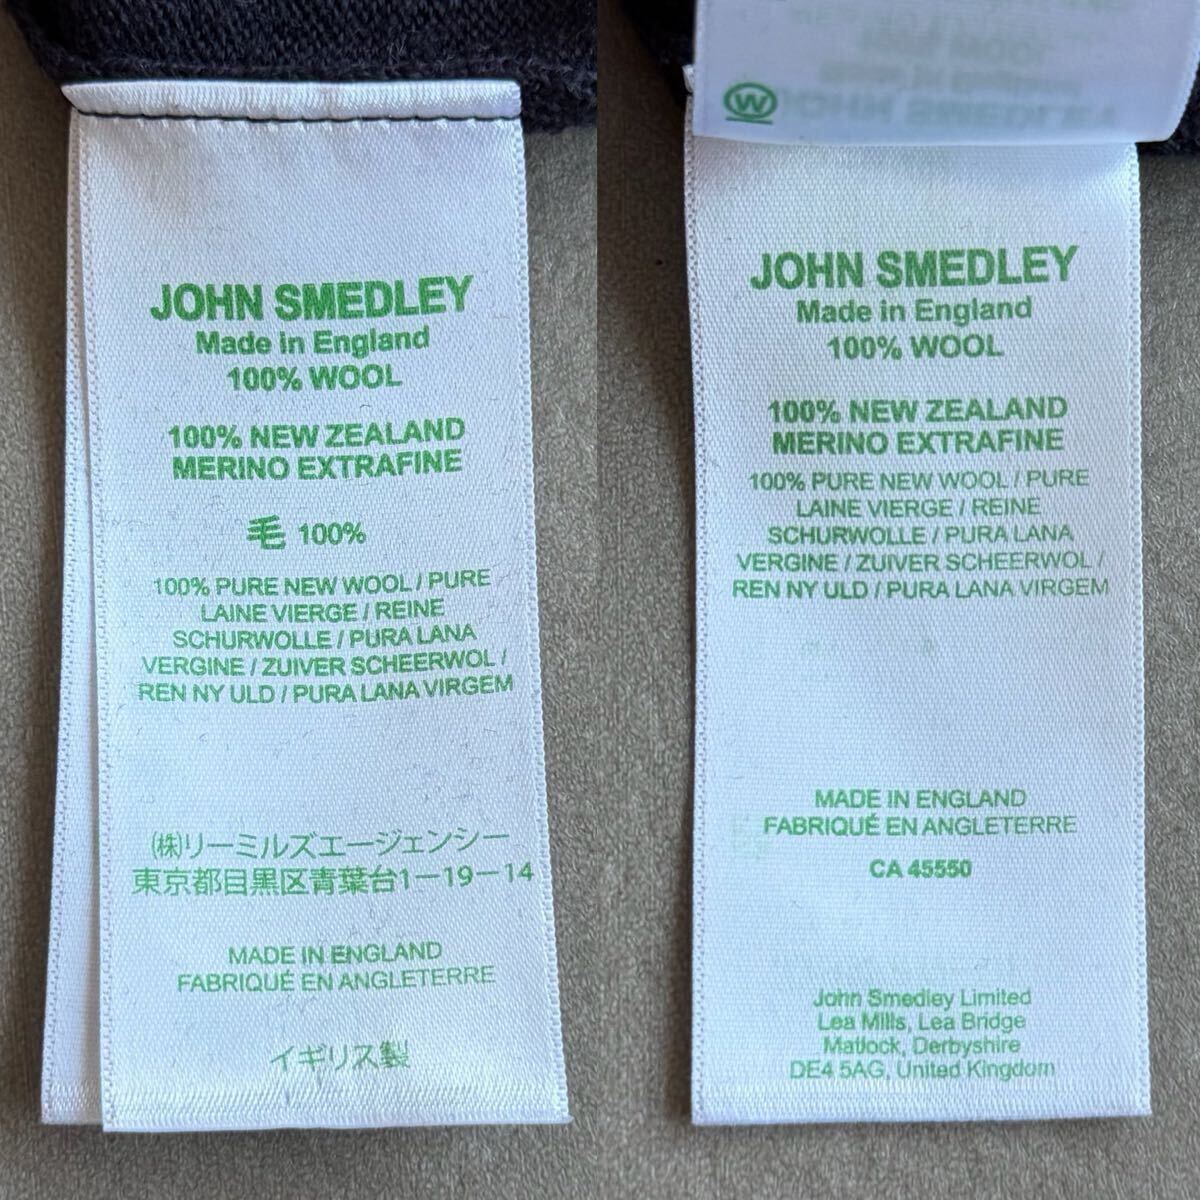 JOHN SMEDLEY
Made in England
100% WOOL
100% NEW ZEALAND
MERINO EXTRAFINE
毛 100%
100% PURE NEW WOOL / PURE
LAINE VIERGE / REINE
SCHURWOLLE / PURA LANA
VERGINE / ZUIVER SCHEERWOL /
REN NY ULD / PURA LANA VIRGEM
(株)リーミルズエージェンシー
東京都目黒区青葉台1-19-14
MADE IN ENGLAND
FABRIQUÉ EN ANGLETERRE
イギリス製
W
JOHN SMEDLEY
JOHN SMEDLEY
Made in England
100% WOOL
100% NEW ZEALAND
MERINO EXTRAFINE
100% PURE NEW WOOL / PURE
LAINE VIERGE / REINE
SCHURWOLLE / PURA LANA
VERGINE / ZUIVER SCHEERWOL /
REN NY ULD / PURA LANA VIRGEM
MADE IN ENGLAND
FABRIQUÉ EN ANGLETERRE
CA 45550
John Smedley Limited
Lea Mills, Lea Bridge
Matlock, Derbyshire
DE4 5AG, United Kingdom